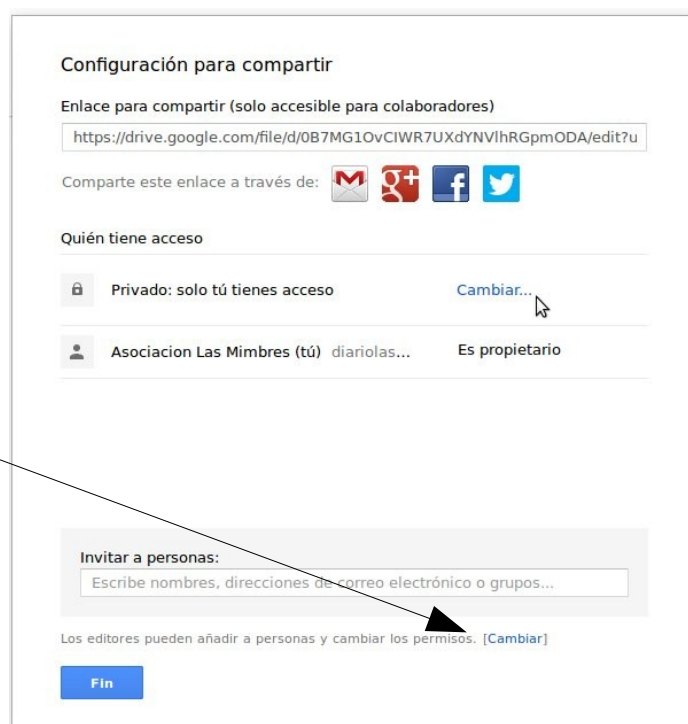 Configuración para compartir
Enlace para compartir (solo accesible para colaboradores)
https://drive.google.com/file/d/0B7MG1OvCIWR7UXdYNVlhRGpmODA/edit?u
Comparte este enlace a través de:
Quién tiene acceso
Privado: solo tú tienes acceso Cambiar...
Asociacion Las Mimbres (tú) diariolas... Es propietario
Invitar a personas:
Escribe nombres, direcciones de correo electrónico o grupos...
Los editores pueden añadir a personas y cambiar los permisos. [Cambiar]
Fin